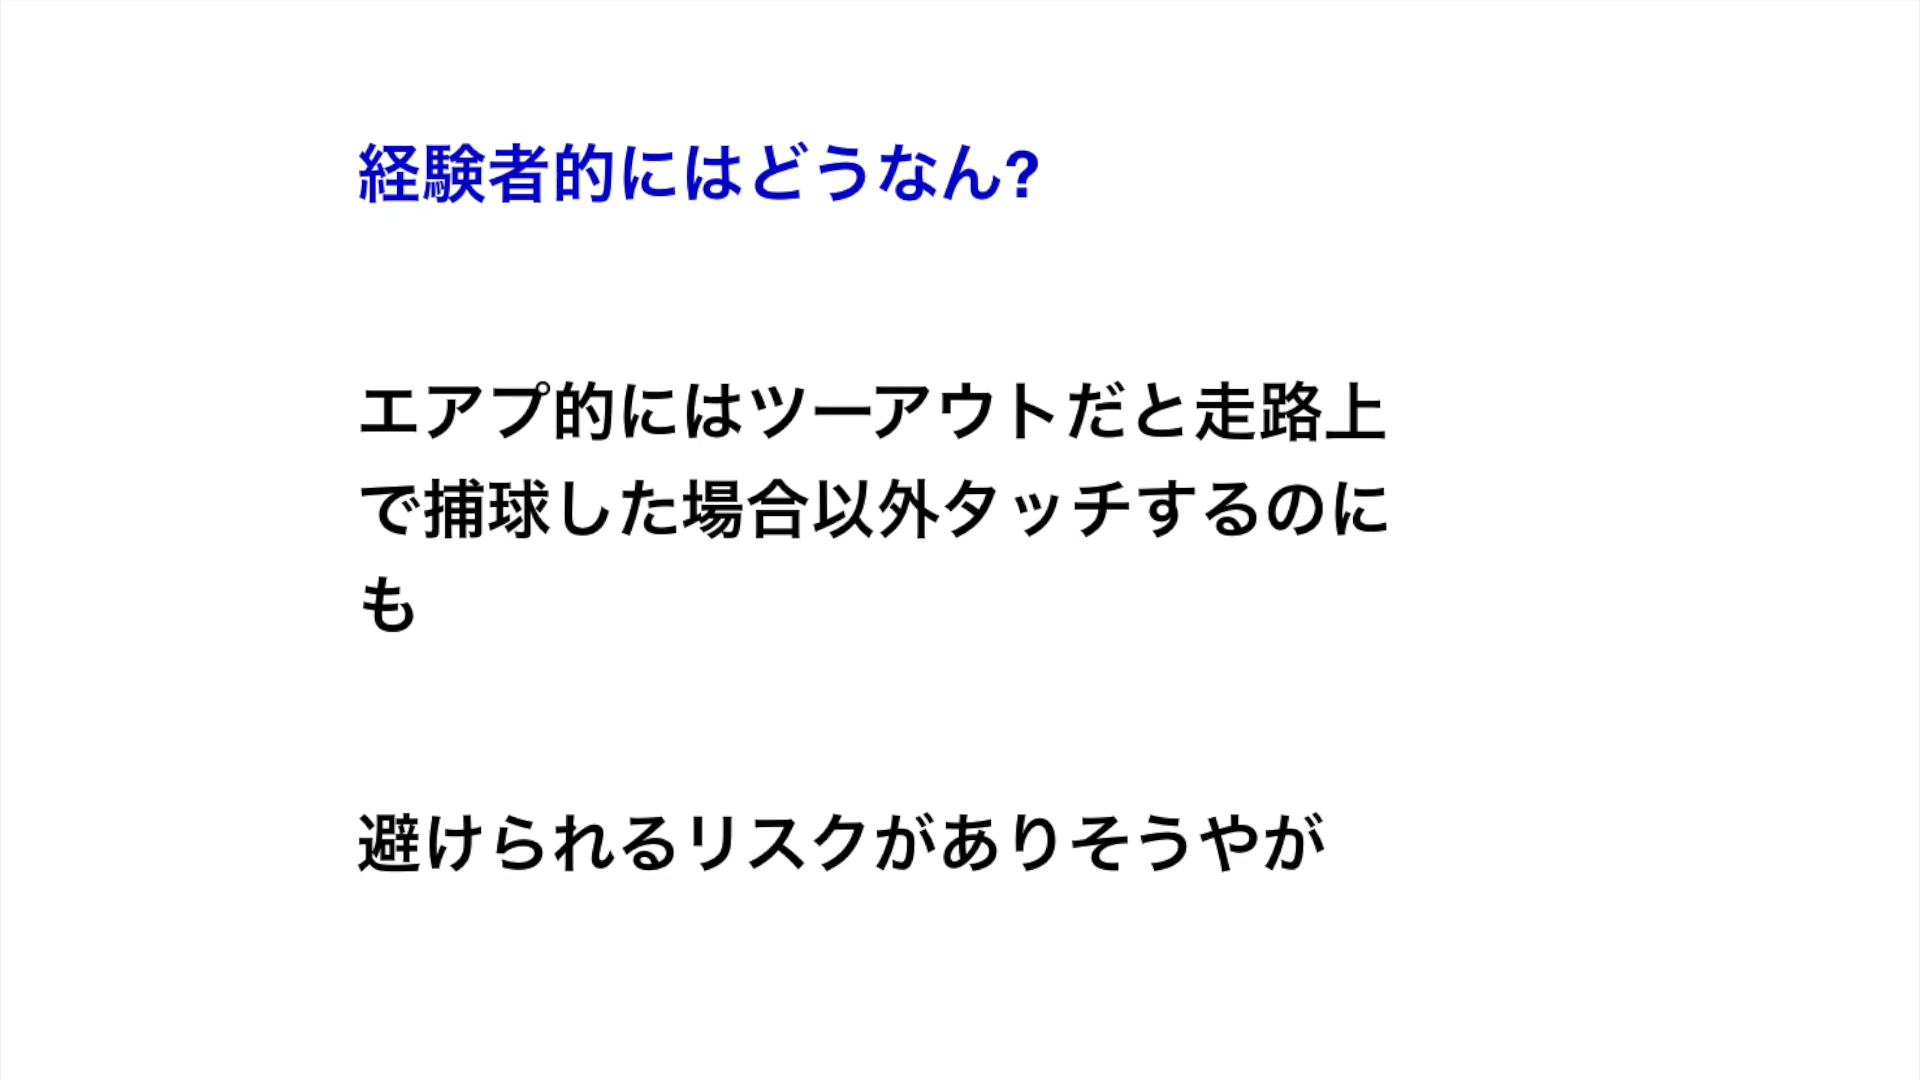 経験者的にはどうなん?
エアプ的にはツーアウトだと走路上
で捕球した場合以外タッチするのに
も
避けられるリスクがありそうやが